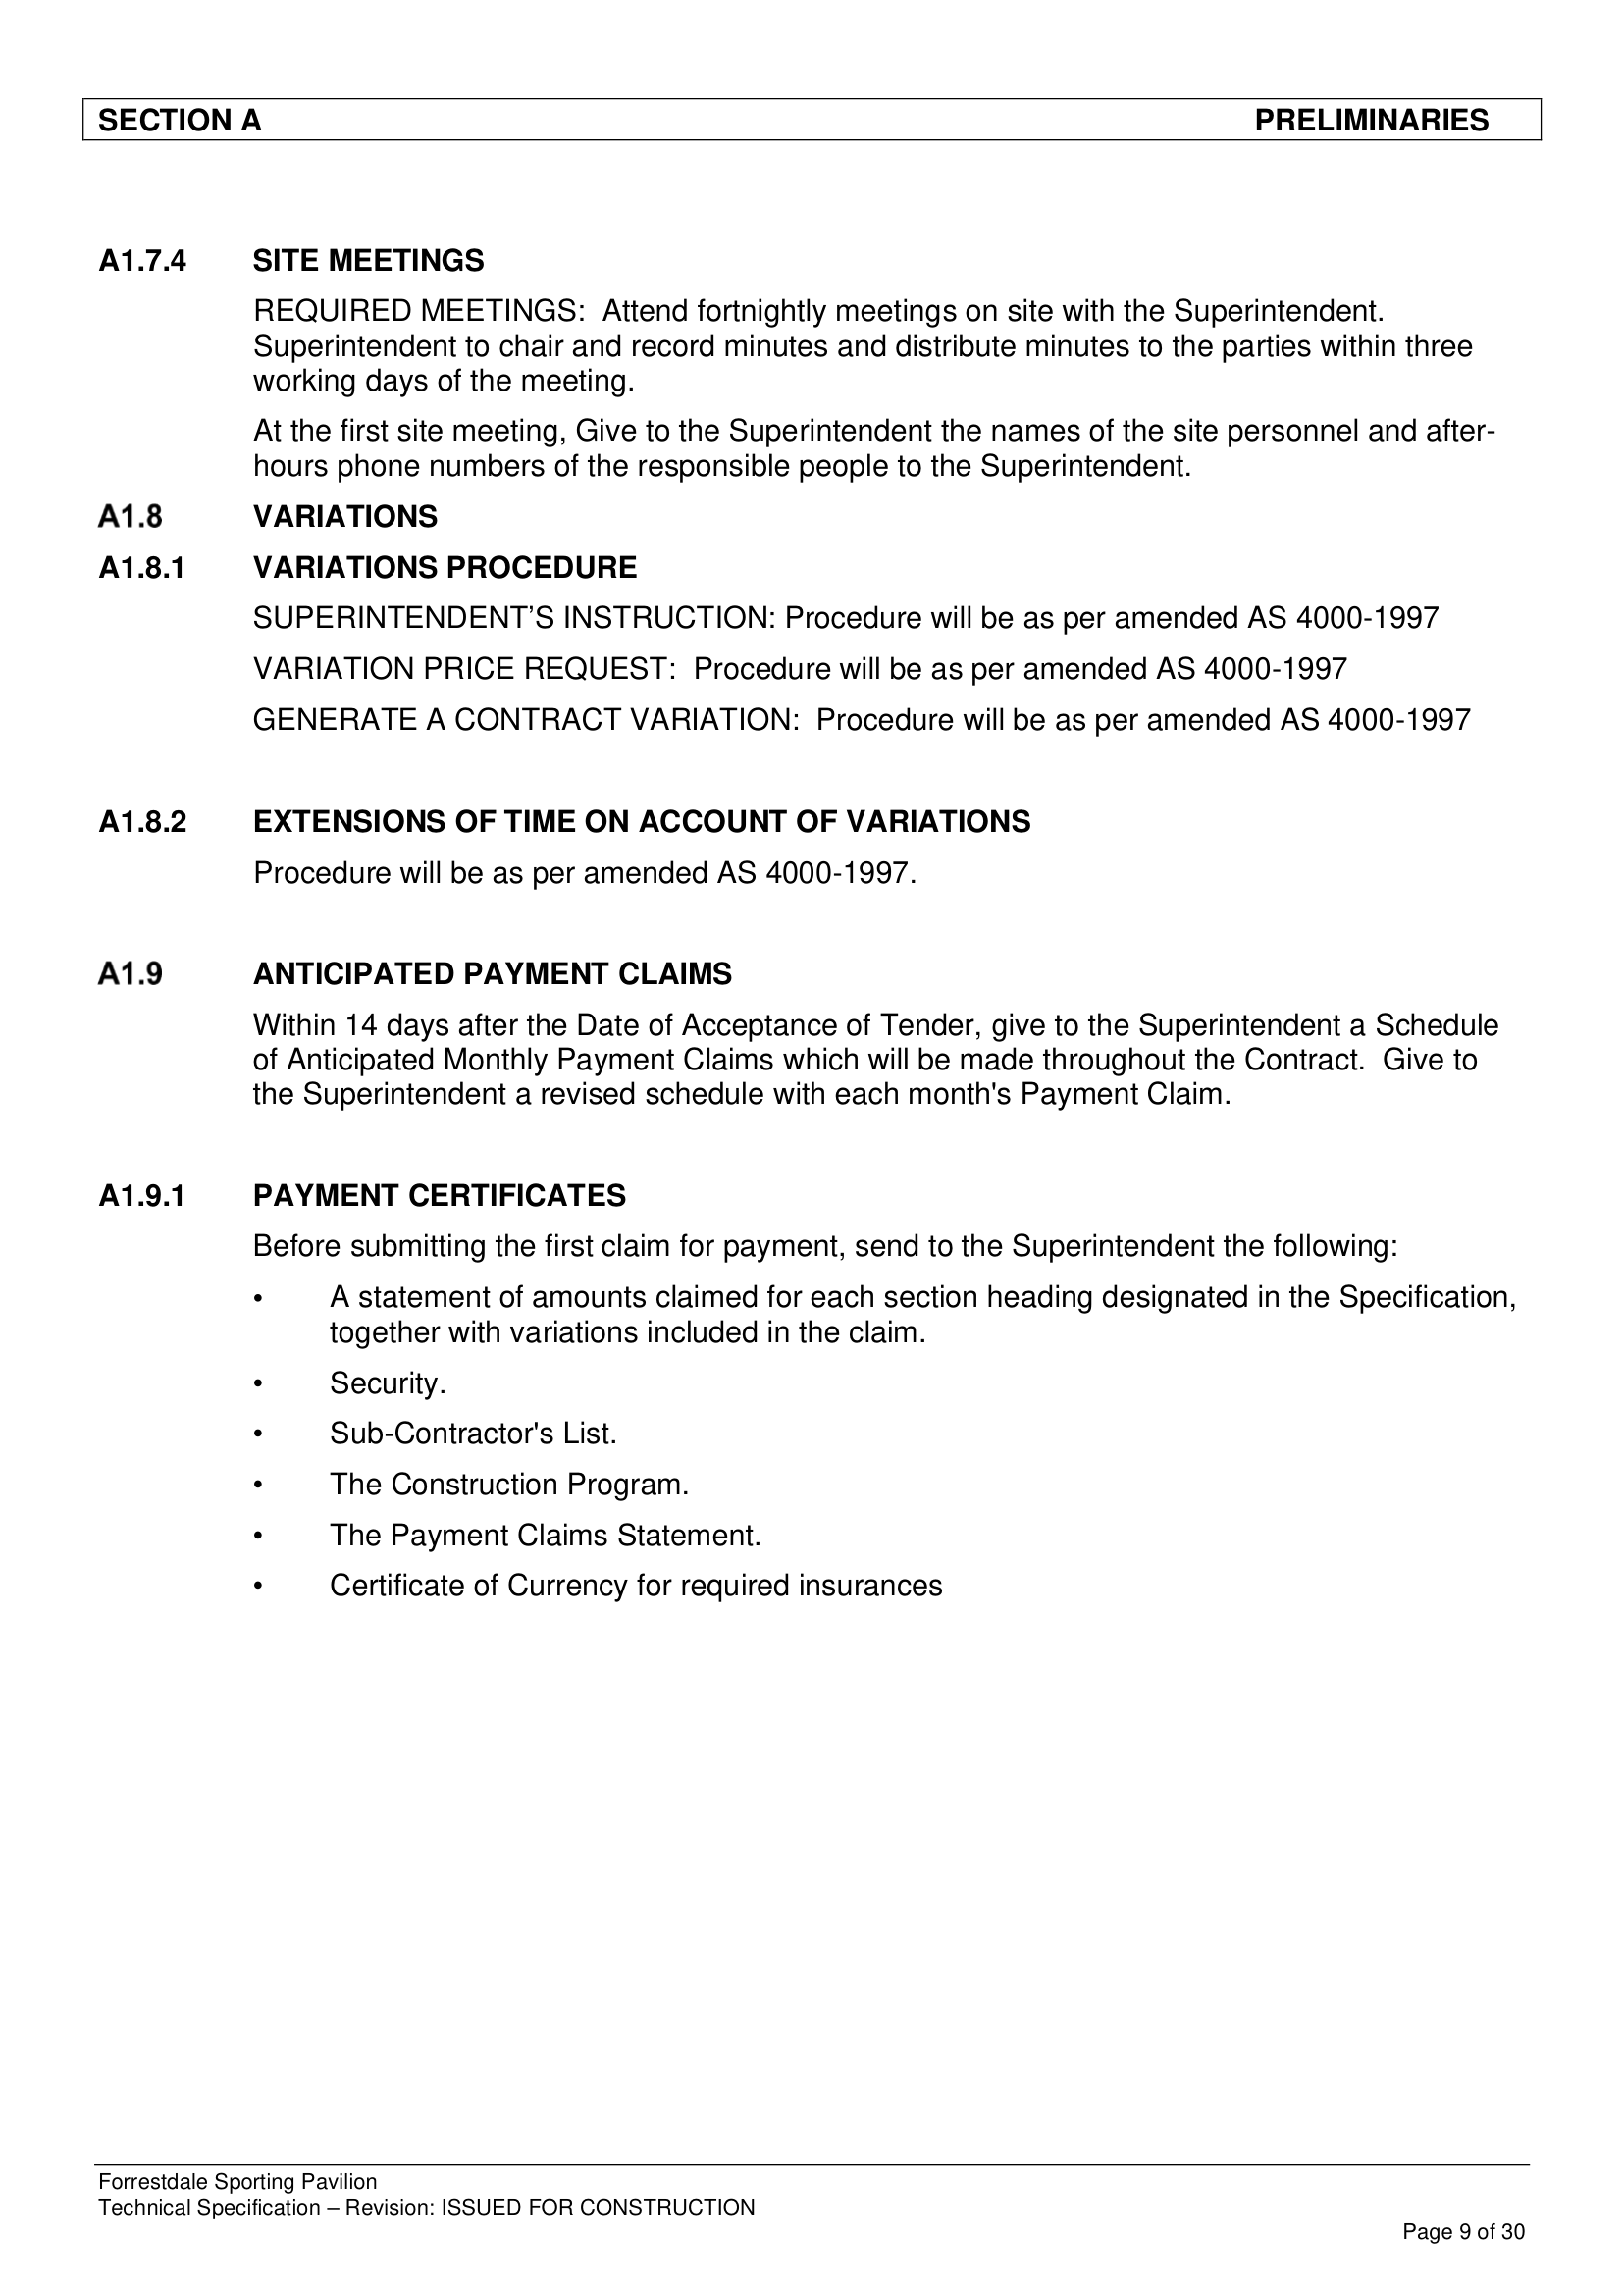 SECTION A PRELIMINARIES
A1.7.4 SITE MEETINGS
REQUIRED MEETINGS:  Attend fortnightly meetings on site with the Superintendent.
Superintendent to chair and record minutes and distribute minutes to the parties within three
working days of the meeting.
At the first site meeting, Give to the Superintendent the names of the site personnel and after-
hours phone numbers of the responsible people to the Superintendent.
A1.8 VARIATIONS
A1.8.1 VARIATIONS PROCEDURE
SUPERINTENDENT’S INSTRUCTION: Procedure will be as per amended AS 4000-1997
VARIATION PRICE REQUEST:  Procedure will be as per amended AS 4000-1997
GENERATE A CONTRACT VARIATION:  Procedure will be as per amended AS 4000-1997
A1.8.2 EXTENSIONS OF TIME ON ACCOUNT OF VARIATIONS
Procedure will be as per amended AS 4000-1997.
A1.9 ANTICIPATED PAYMENT CLAIMS
Within 14 days after the Date of Acceptance of Tender, give to the Superintendent a Schedule
of Anticipated Monthly Payment Claims which will be made throughout the Contract.  Give to
the Superintendent a revised schedule with each month's Payment Claim.
A1.9.1 PAYMENT CERTIFICATES
Before submitting the first claim for payment, send to the Superintendent the following:
• A statement of amounts claimed for each section heading designated in the Specification,
together with variations included in the claim.
• Security.
• Sub-Contractor's List.
• The Construction Program.
• The Payment Claims Statement.
• Certificate of Currency for required insurances
Forrestdale Sporting Pavilion
Technical Specification – Revision: ISSUED FOR CONSTRUCTION
Page 9 of 30